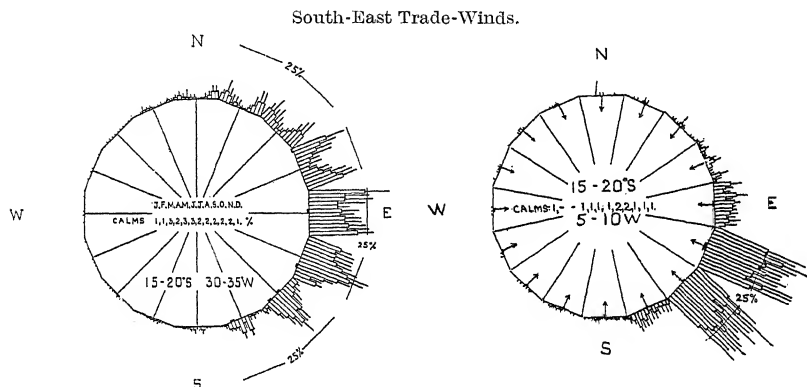 South-East Trade-Winds.
N
25%
W
J.F.M.A.M.J.J.A.S.O.N.D.
CALMS 1,1,3,2,3,3,2,2,2,2,2,1, %
E
25%
15-20°S 30-35W
25%
S
N
15-20°S
W
CALMS:1,-1,1,1,1,2,2,1,1,1.
E
5-10W
25%
S